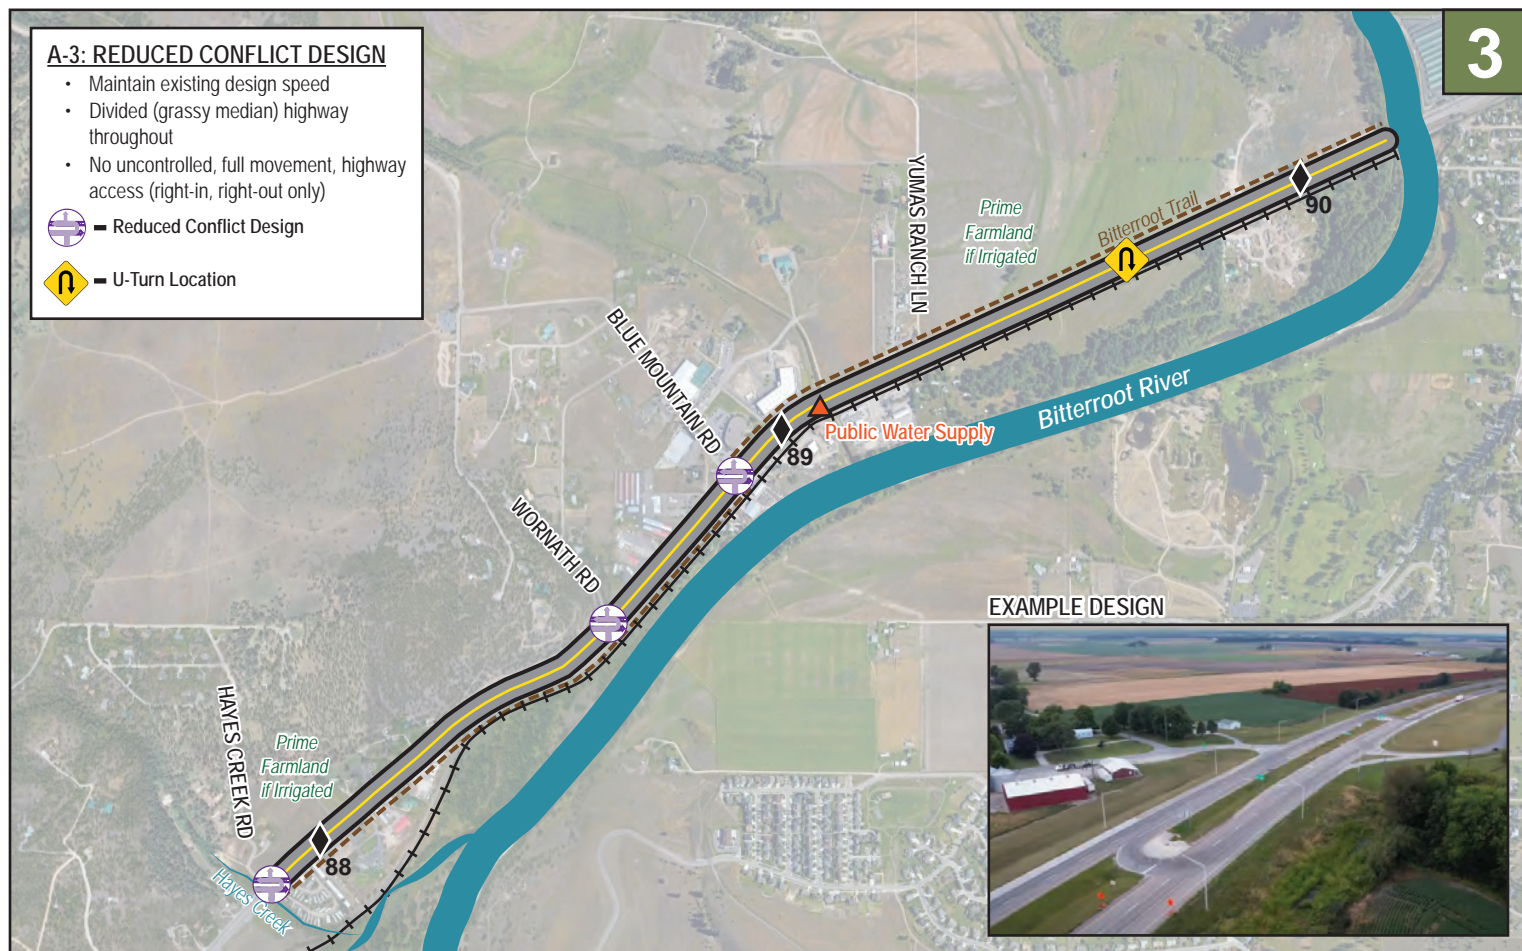 3
A-3: REDUCED CONFLICT DESIGN
• Maintain existing design speed
• Divided (grassy median) highway
throughout
• No uncontrolled, full movement, highway
access (right-in, right-out only)
- Reduced Conflict Design
- U-Turn Location
YUMAS RANCH LN
Prime
Farmland
if Irrigated
Bitterroot Trail
90
BLUE MOUNTAIN RD
Bitterroot River
Public Water Supply
89
WORNATH RD
HAYES CREEK RD
Prime
Farmland
if Irrigated
88
Hayes Creek
EXAMPLE DESIGN